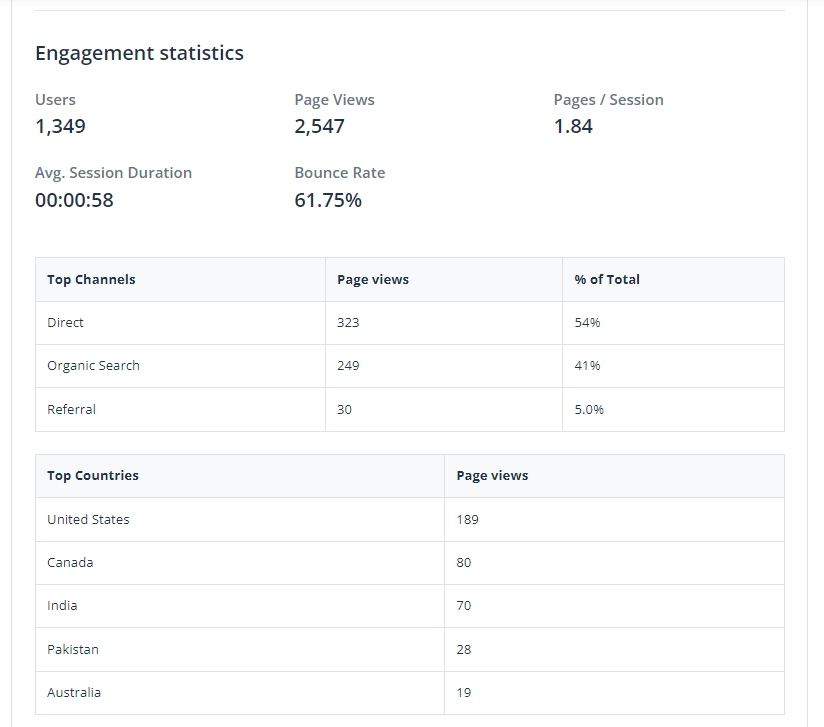 Engagement statistics
Users Page Views Pages / Session
1,349 2,547 1.84
Avg. Session Duration Bounce Rate
00:00:58 61.75%
Top Channels Page views % of Total
Direct 323 54%
Organic Search 249 41%
Referral 30 5.0%
Top Countries Page views
United States 189
Canada 80
India 70
Pakistan 28
Australia 19